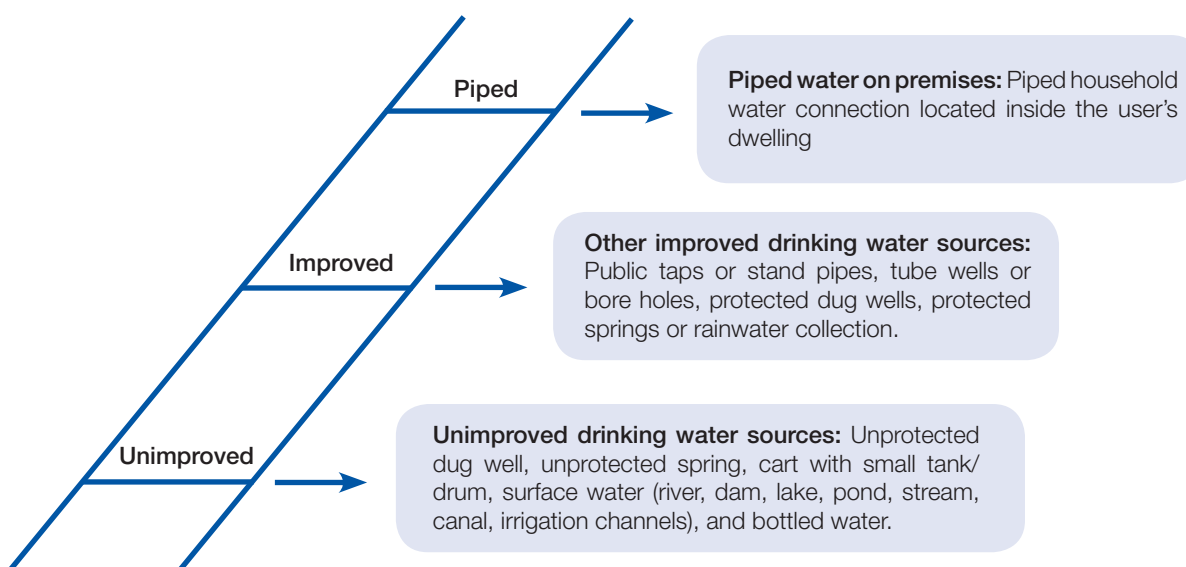 Piped
Piped water on premises: Piped household
water connection located inside the user's
dwelling
Improved
Other improved drinking water sources:
Public taps or stand pipes, tube wells or
bore holes, protected dug wells, protected
springs or rainwater collection.
Unimproved
Unimproved drinking water sources: Unprotected
dug well, unprotected spring, cart with small tank/
drum, surface water (river, dam, lake, pond, stream,
canal, irrigation channels), and bottled water.